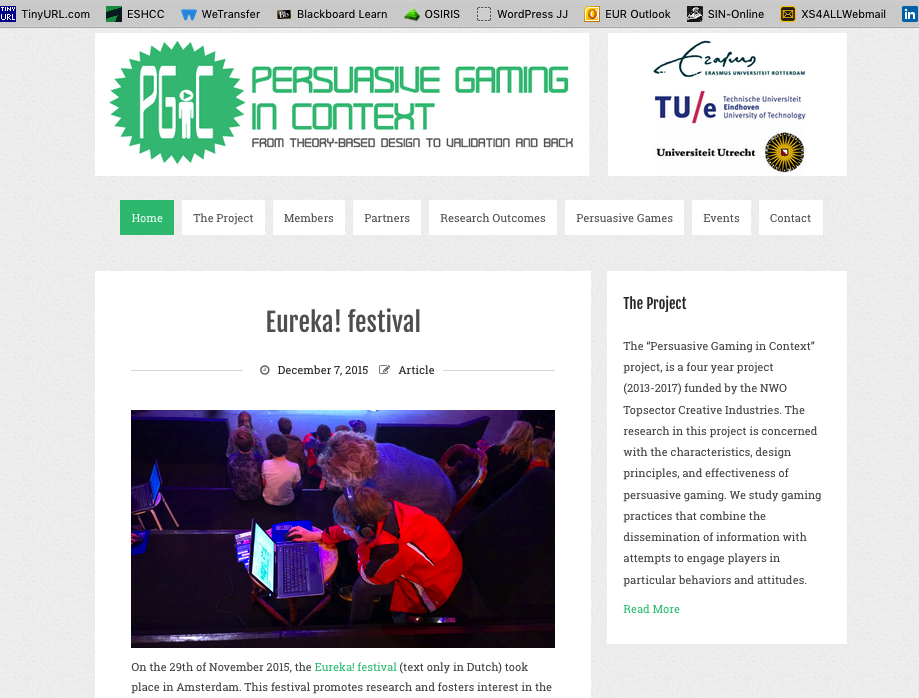 TINY URL TinyURL.com ESHCC WeTransfer Bb Blackboard Learn OSIRIS WordPress JJ EUR Outlook SIN-Online XS4ALLWebmail in
PGiC
PERSUASIVE GAMING
IN CONTEXT
FROM THEORY-BASED DESIGN TO VALIDATION AND BACK
Erasmus
ERASMUS UNIVERSITEIT ROTTERDAM
TU/e Technische Universiteit
Eindhoven
University of Technology
Universiteit Utrecht
Home The Project Members Partners Research Outcomes Persuasive Games Events Contact
Eureka! festival
December 7, 2015 Article
On the 29th of November 2015, the Eureka! festival (text only in Dutch) took
place in Amsterdam. This festival promotes research and fosters interest in the
The Project
The “Persuasive Gaming in Context”
project, is a four year project
(2013-2017) funded by the NWO
Topsector Creative Industries. The
research in this project is concerned
with the characteristics, design
principles, and effectiveness of
persuasive gaming. We study gaming
practices that combine the
dissemination of information with
attempts to engage players in
particular behaviors and attitudes.
Read More